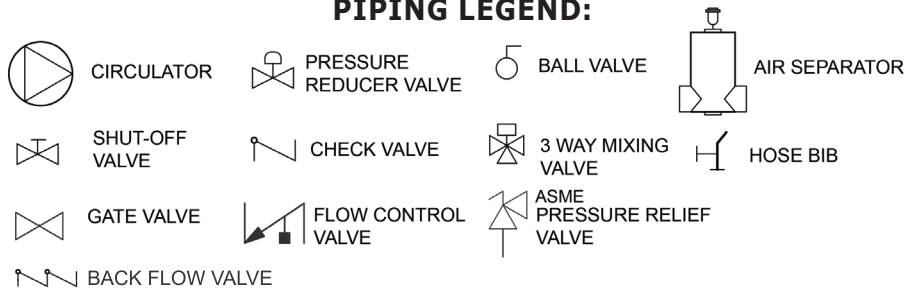 PIPING LEGEND:
CIRCULATOR
PRESSURE
REDUCER VALVE
BALL VALVE
AIR SEPARATOR
SHUT-OFF
VALVE
CHECK VALVE
3 WAY MIXING
VALVE
HOSE BIB
GATE VALVE
FLOW CONTROL
VALVE
ASME
PRESSURE RELIEF
VALVE
BACK FLOW VALVE